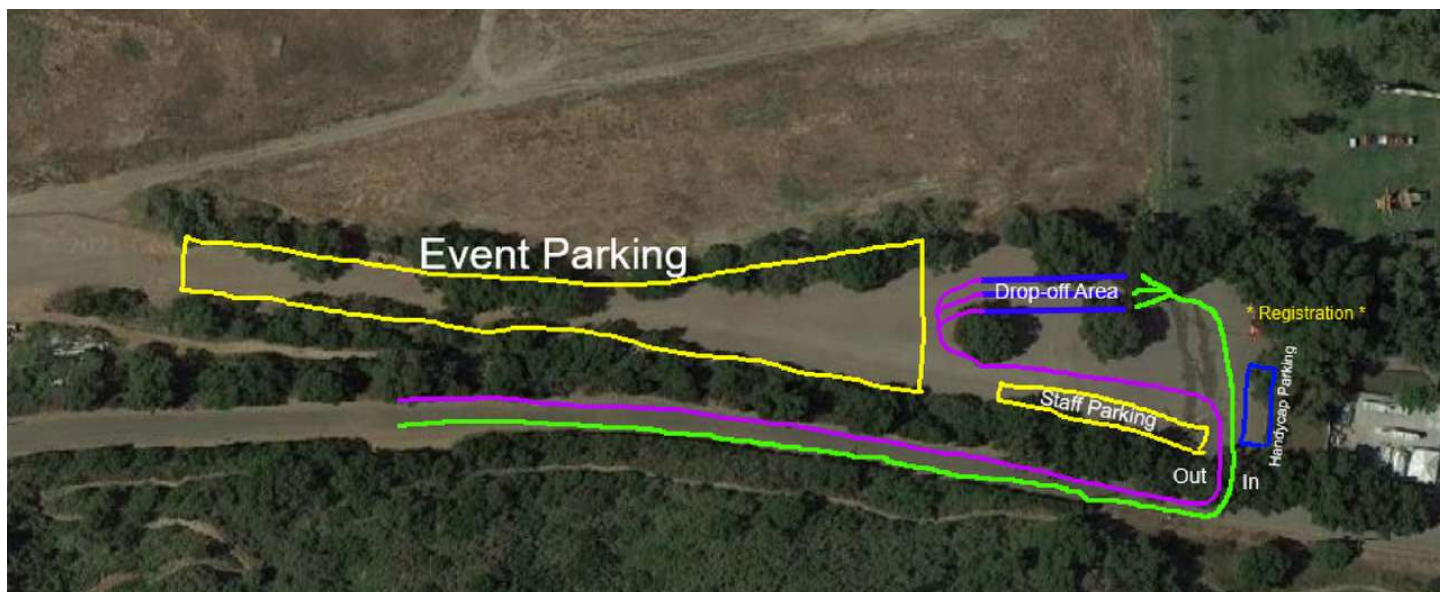 Event Parking
Drop-off Area
* Registration *
Handycap Parking
Staff Parking
Out
In